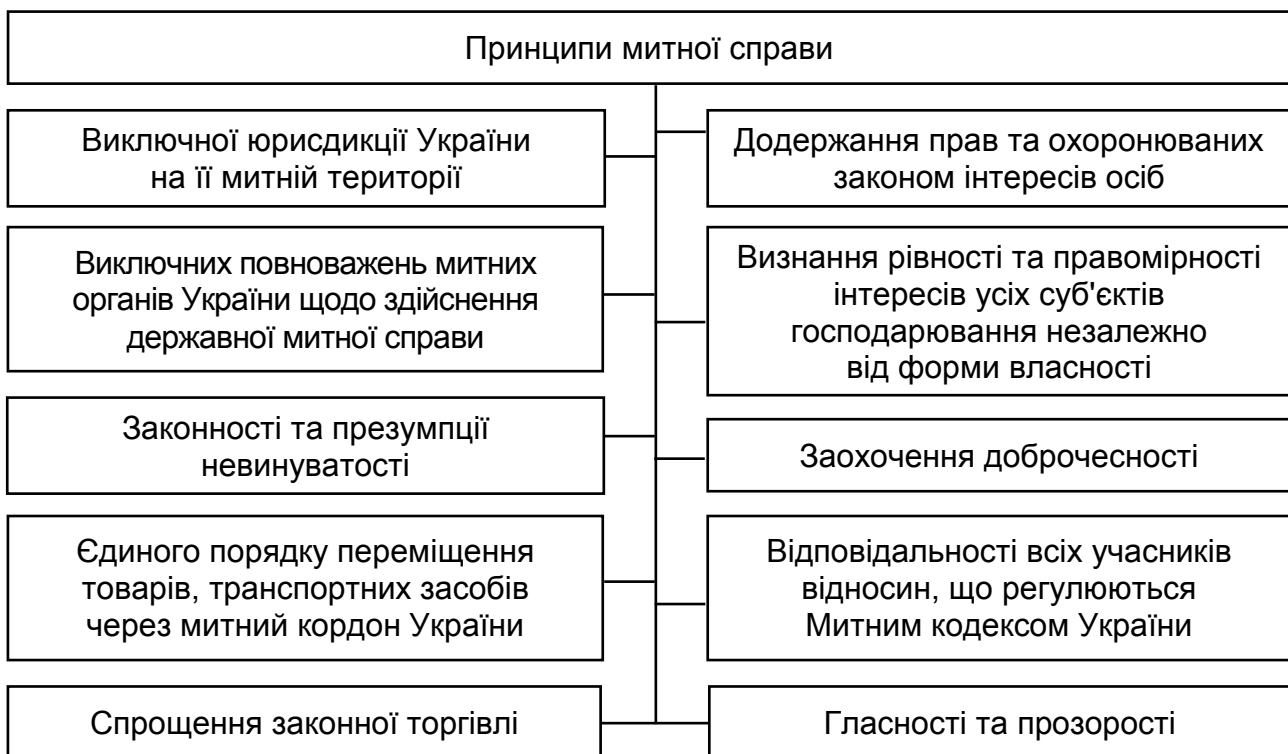 Принципи митної справи
Виключної юрисдикції України
на її митній території
Виключних повноважень митних
органів України щодо здійснення
державної митної справи
Законності та презумпції
невинуватості
Єдиного порядку переміщення
товарів, транспортних засобів
через митний кордон України
Спрощення законної торгівлі
Додержання прав та охоронюваних
законом інтересів осіб
Визнання рівності та правомірності
інтересів усіх суб'єктів
господарювання незалежно
від форми власності
Заохочення доброчесності
Відповідальності всіх учасників
відносин, що регулюються
Митним кодексом України
Гласності та прозорості